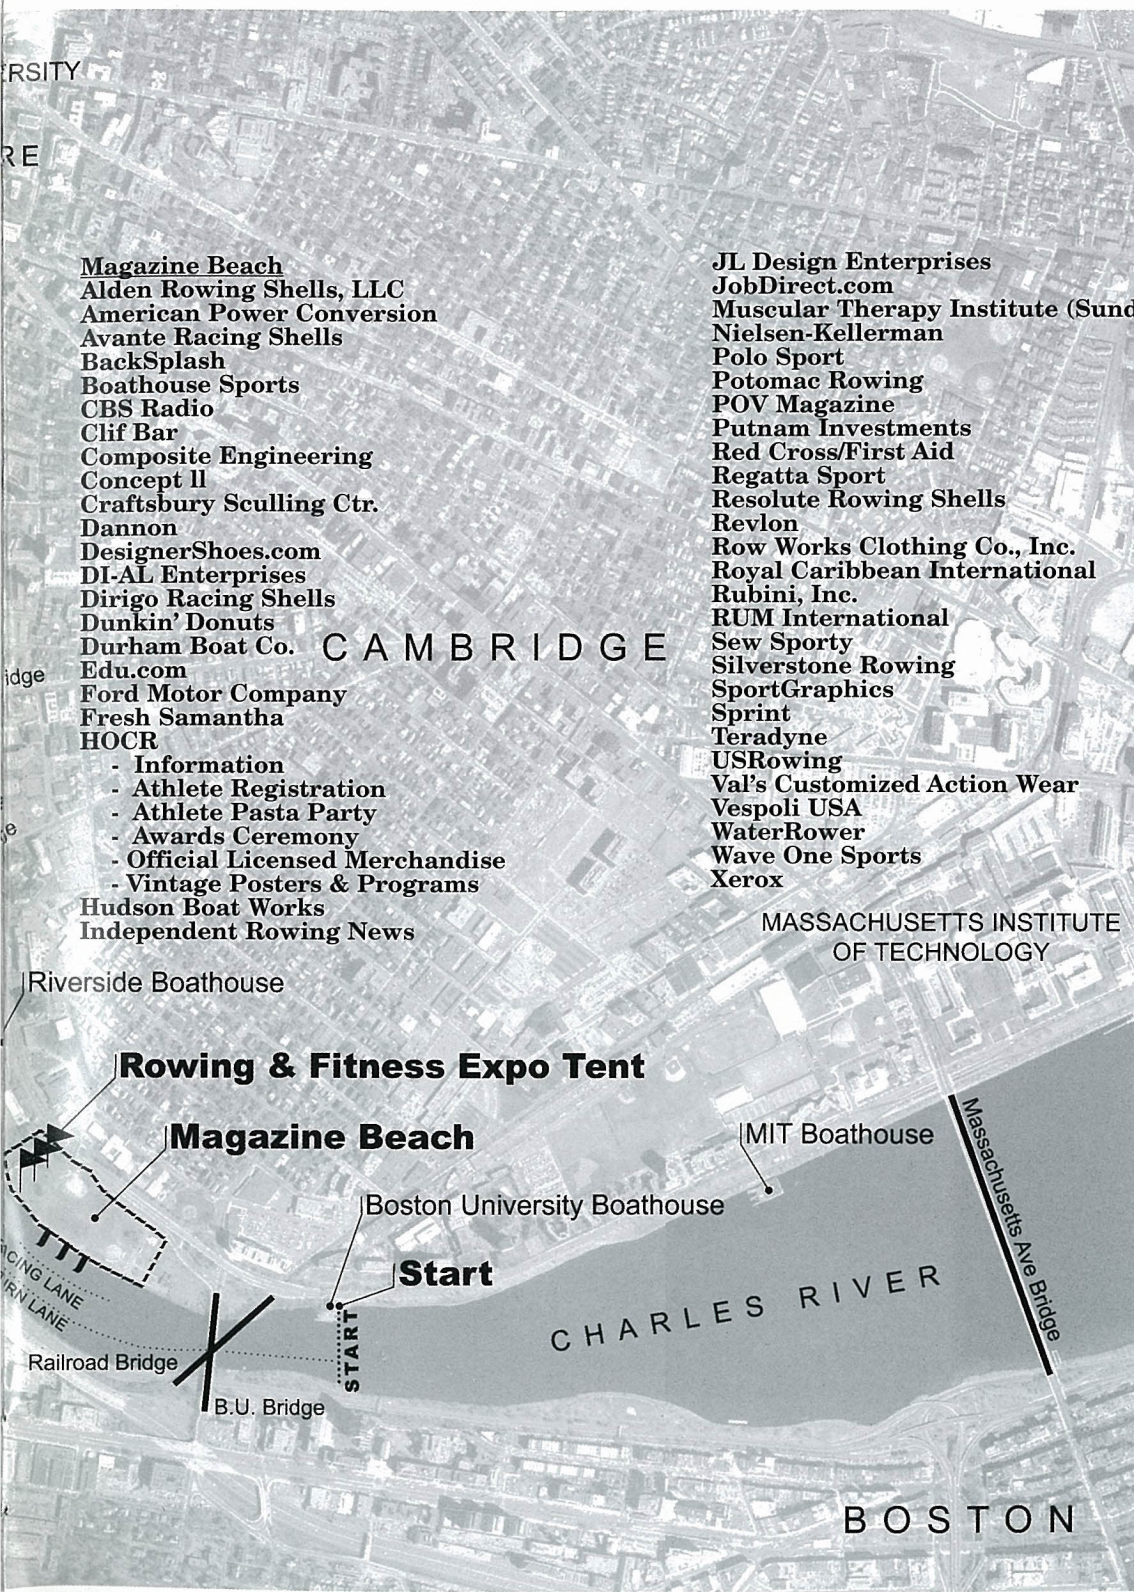 RSITY
RE
Magazine Beach
Alden Rowing Shells, LLC
American Power Conversion
Avante Racing Shells
BackSplash
Boathouse Sports
CBS Radio
Clif Bar
Composite Engineering
Concept ll
Craftsbury Sculling Ctr.
Dannon
DesignerShoes.com
DI-AL Enterprises
Dirigo Racing Shells
Dunkin' Donuts
Durham Boat Co.
Edu.com
Ford Motor Company
Fresh Samantha
HOCR
- Information
- Athlete Registration
- Athlete Pasta Party
- Awards Ceremony
- Official Licensed Merchandise
- Vintage Posters & Programs
Hudson Boat Works
Independent Rowing News
JL Design Enterprises
JobDirect.com
Muscular Therapy Institute (Sund
Nielsen-Kellerman
Polo Sport
Potomac Rowing
POV Magazine
Putnam Investments
Red Cross/First Aid
Regatta Sport
Resolute Rowing Shells
Revlon
Row Works Clothing Co., Inc.
Royal Caribbean International
Rubini, Inc.
RUM International
Sew Sporty
Silverstone Rowing
SportGraphics
Sprint
Teradyne
USRowing
Val's Customized Action Wear
Vespoli USA
WaterRower
Wave One Sports
Xerox
CAMBRIDGE
idge
MASSACHUSETTS INSTITUTE
OF TECHNOLOGY
Riverside Boathouse
Rowing & Fitness Expo Tent
Magazine Beach
MIT Boathouse
Massachusetts Ave Bridge
Boston University Boathouse
Start
START
CING LANE
URN LANE
CHARLES RIVER
Railroad Bridge
B.U. Bridge
BOSTON